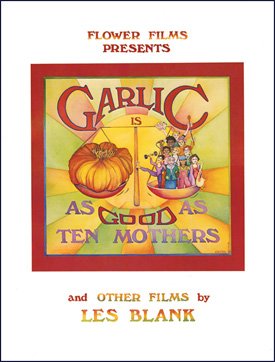 FLOWER FILMS
PRESENTS
GARLIC
IS
AS GOOD AS
TEN MOTHERS
and OTHER FILMS by
LES BLANK